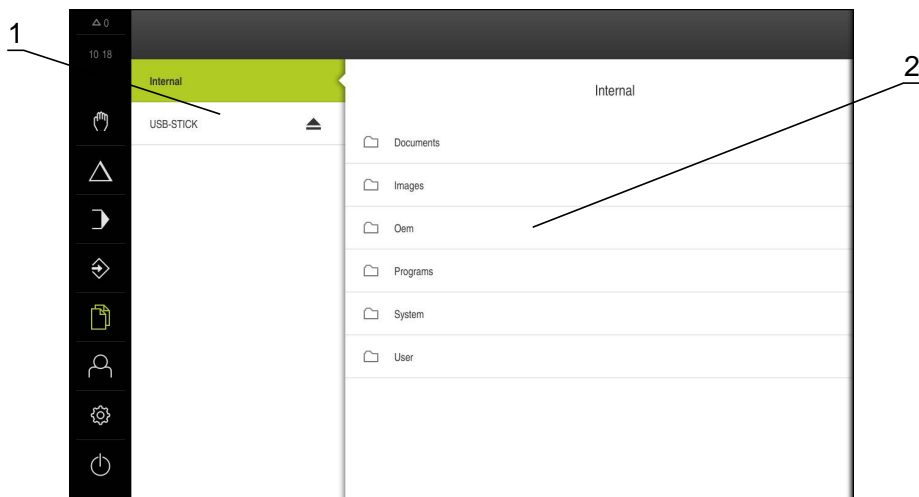 1
△ 0
10 18
Internal
USB-STICK
2
Internal
Documents
Images
Oem
Programs
System
User